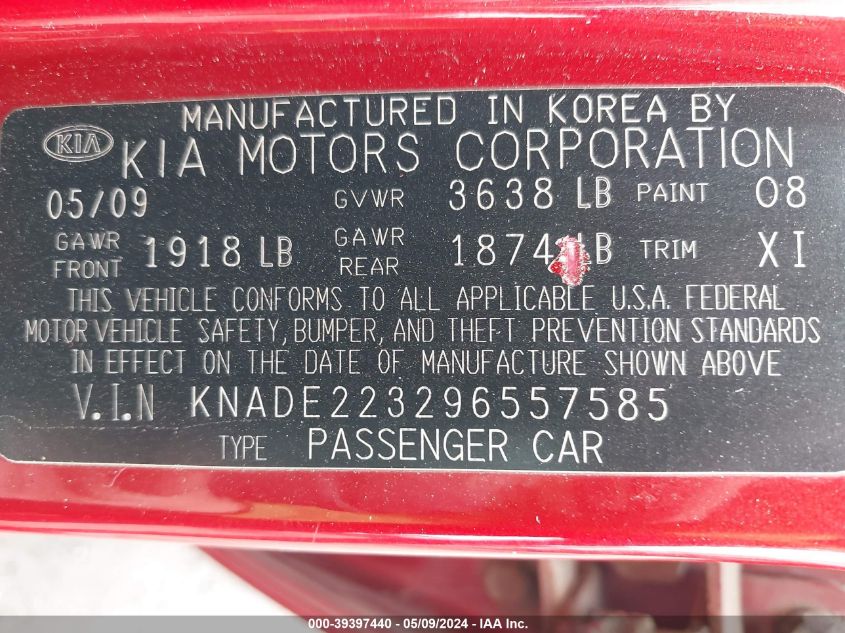 MANUFACTURED IN KOREA BY
KIA KIA MOTORS CORPORATION
05/09 GVWR 3638 LB PAINT 08
GAWR FRONT 1918 LB GAWR REAR 1874 LB TRIM XI
THIS VEHICLE CONFORMS TO ALL APPLICABLE U.S.A. FEDERAL
MOTOR VEHICLE SAFETY, BUMPER, AND THEFT PREVENTION STANDARDS
IN EFFECT ON THE DATE OF MANUFACTURE SHOWN ABOVE
V.I.N KNADE223296557585
TYPE PASSENGER CAR
000-39397440 - 05/09/2024 - IAA Inc.